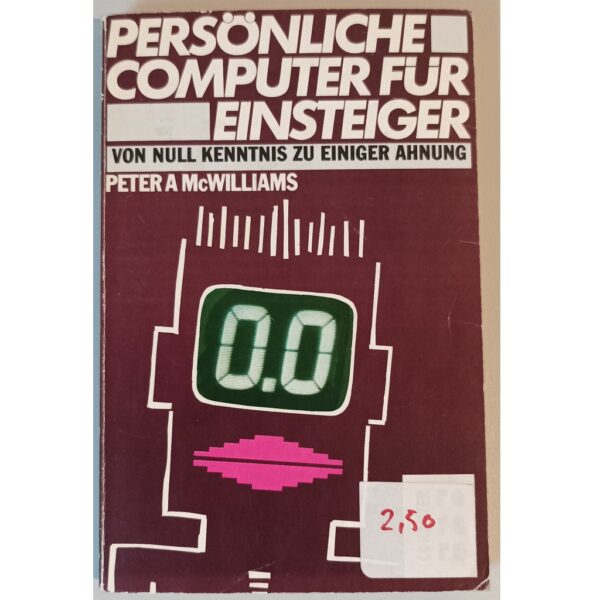 PERSÖNLICHE
COMPUTER FÜR
EINSTEIGER
VON NULL KENNTNIS ZU EINIGER AHNUNG
PETER A McWILLIAMS
0.0
2,50